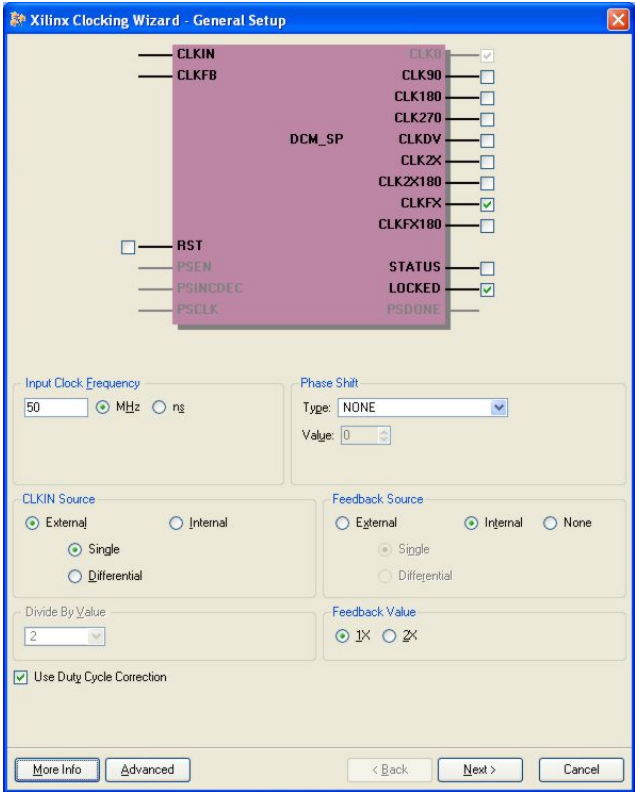 Xilinx Clocking Wizard - General Setup
CLKIN CLK0
CLKFB CLK90
CLK180
CLK270
DCM_SP CLKDV
CLK2X
CLK2X180
CLKFX
CLKFX180
RST
PSEN STATUS
PSINCDEC LOCKED
PSCLK PSDONE
Input Clock Frequency
50 MHz ns
Phase Shift
Type: NONE
Value: 0
CLKIN Source
External Internal
Single
Differential
Feedback Source
External Internal None
Single
Differential
Divide By Value
2
Feedback Value
1X 2X
Use Duty Cycle Correction
More Info Advanced < Back Next > Cancel